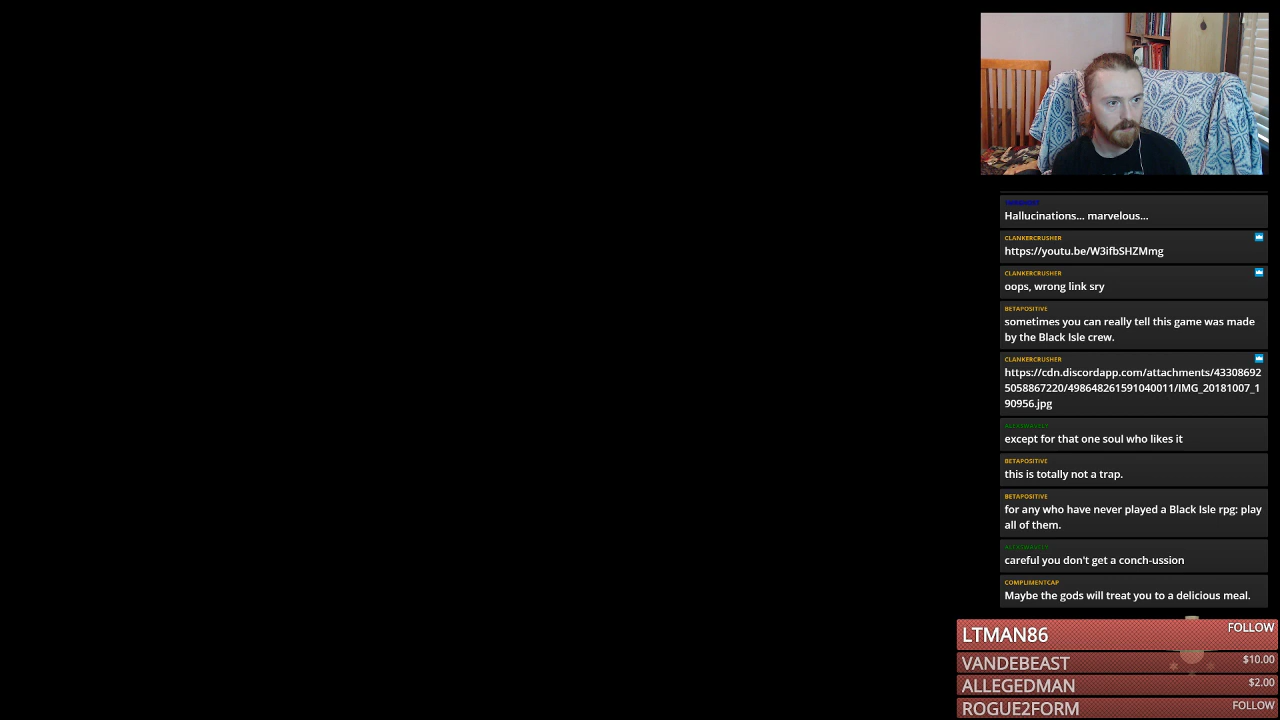 Hallucinations... marvelous...
CLANKERCRUSHER
https://youtu.be/W3ifbSHZMmg
CLANKERCRUSHER
oops, wrong link sry
BETAPOSITIVE
sometimes you can really tell this game was made
by the Black Isle crew.
CLANKERCRUSHER
https://cdn.discordapp.com/attachments/43308692
5058867220/498648261591040011/IMG_20181007_1
90956.jpg
except for that one soul who likes it
BETAPOSITIVE
this is totally not a trap.
BETAPOSITIVE
for any who have never played a Black Isle rpg: play
all of them.
careful you don't get a conch-ussion
COMPLIMENTCAP
Maybe the gods will treat you to a delicious meal.
LTMAN86 FOLLOW
VANDEBEAST $10.00
ALLEGEDMAN $2.00
ROGUE2FORM FOLLOW